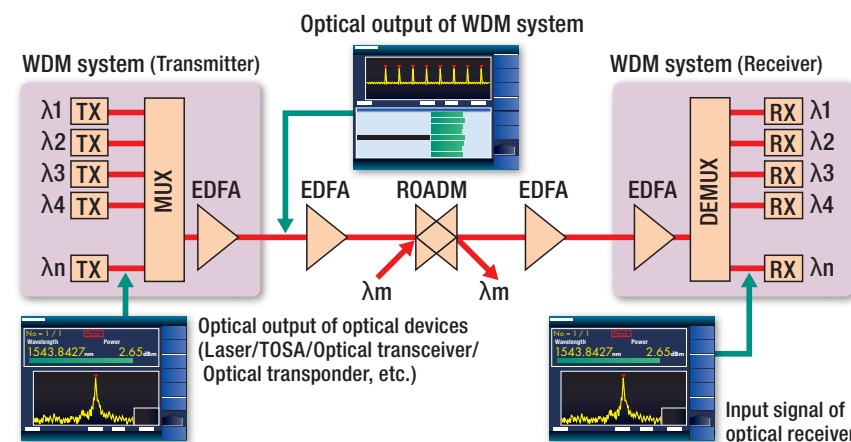 Optical output of WDM system
WDM system (Transmitter)
WDM system (Receiver)
λ1 TX
λ2 TX
λ3 TX
λ4 TX
λn TX
MUX
EDFA
EDFA
ROADM
λm
λm
EDFA
EDFA
DEMUX
RX λ1
RX λ2
RX λ3
RX λ4
RX λn
No = 1 / 1 Peak
Wavelength Power
1543.8427nm 2.65dBm
Optical output of optical devices
(Laser/TOSA/Optical transceiver/
Optical transponder, etc.)
No = 1 / 1 Peak
Wavelength Power
1543.8427nm 2.65dBm
Input signal of
optical receiver